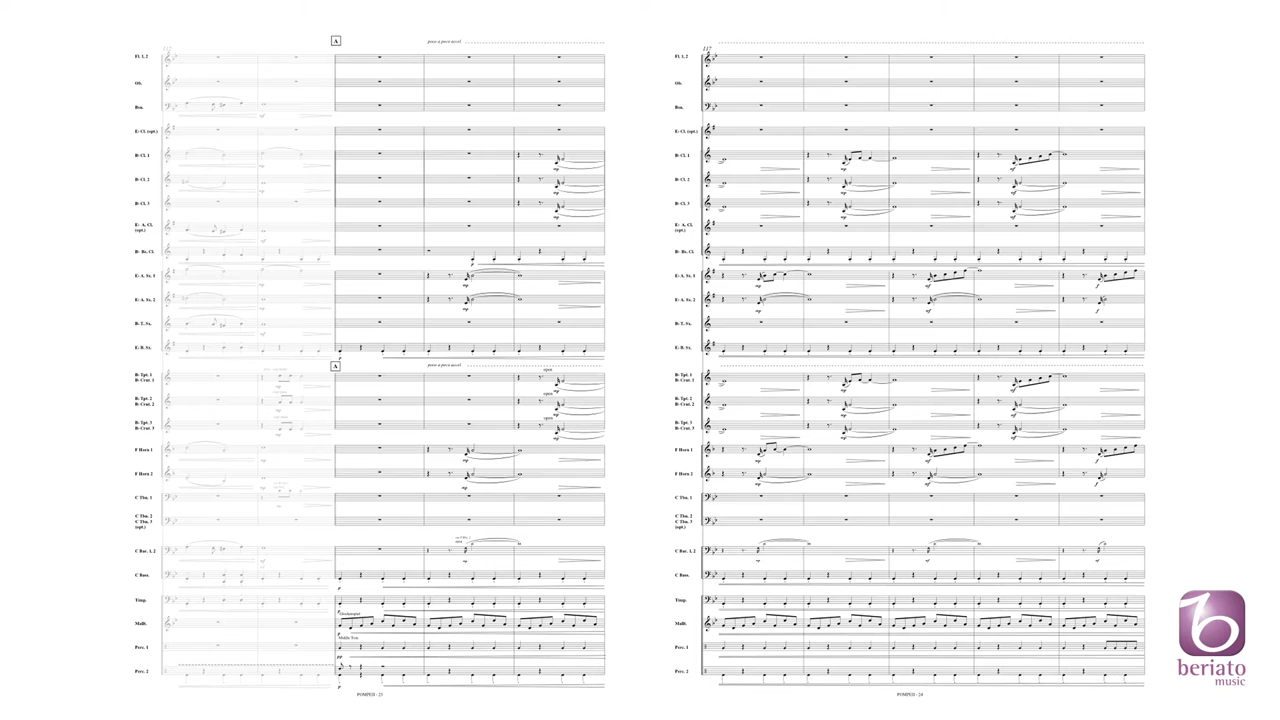 A
poco a poco accel.
117
Fl. 1, 2
Ob.
Bsn.
E♭ Cl. (opt.)
B♭ Cl. 1
B♭ Cl. 2
B♭ Cl. 3
E♭ A. Cl.
(opt.)
B♭ Bs. Cl.
E♭ A. Sx. 1
E♭ A. Sx. 2
B♭ T. Sx.
E♭ B. Sx.
A
poco a poco accel.
B♭ Tpt. 1
B♭ Crnt. 1
open
B♭ Tpt. 2
B♭ Crnt. 2
open
B♭ Tpt. 3
B♭ Crnt. 3
open
F Horn 1
F Horn 2
C Tbn. 1
C Tbn. 2
C Tbn. 3
(opt.)
C Bar. 1, 2
open
C Bass.
Timp.
Mall.
Perc. 1
Middle Tom
Perc. 2
POMPEII - 23
117
Fl. 1, 2
Ob.
Bsn.
E♭ Cl. (opt.)
B♭ Cl. 1
B♭ Cl. 2
B♭ Cl. 3
E♭ A. Cl.
(opt.)
B♭ Bs. Cl.
E♭ A. Sx. 1
E♭ A. Sx. 2
B♭ T. Sx.
E♭ B. Sx.
B♭ Tpt. 1
B♭ Crnt. 1
B♭ Tpt. 2
B♭ Crnt. 2
B♭ Tpt. 3
B♭ Crnt. 3
F Horn 1
F Horn 2
C Tbn. 1
C Tbn. 2
C Tbn. 3
(opt.)
C Bar. 1, 2
C Bass.
Timp.
Mall.
Perc. 1
Perc. 2
POMPEII - 24
beriato
music